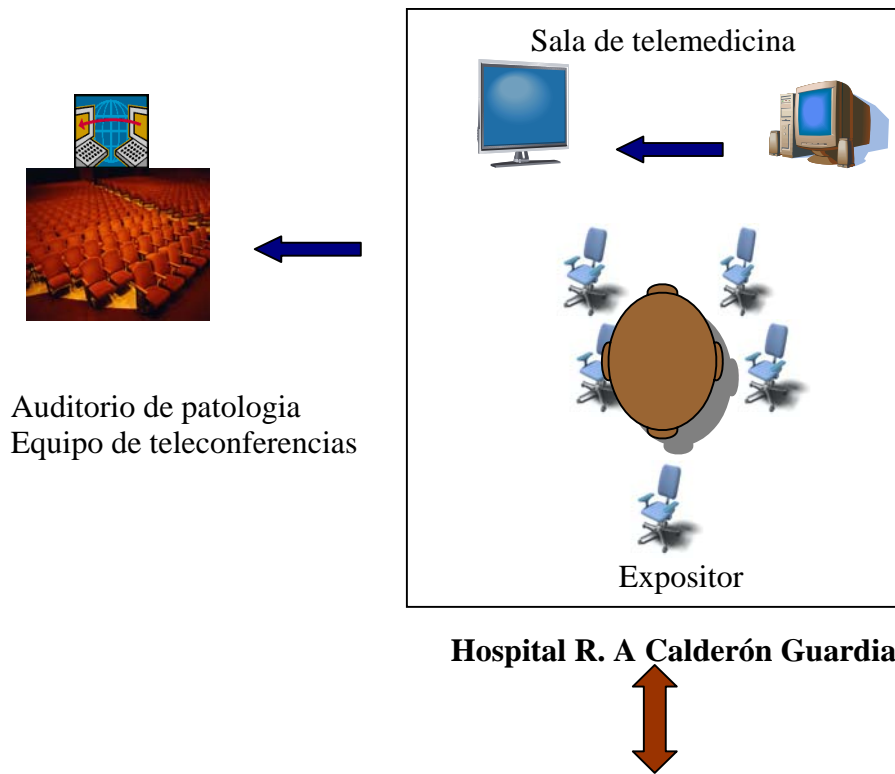 Sala de telemedicina
Auditorio de patologia
Equipo de teleconferencias
Expositor
Hospital R. A Calderón Guardia